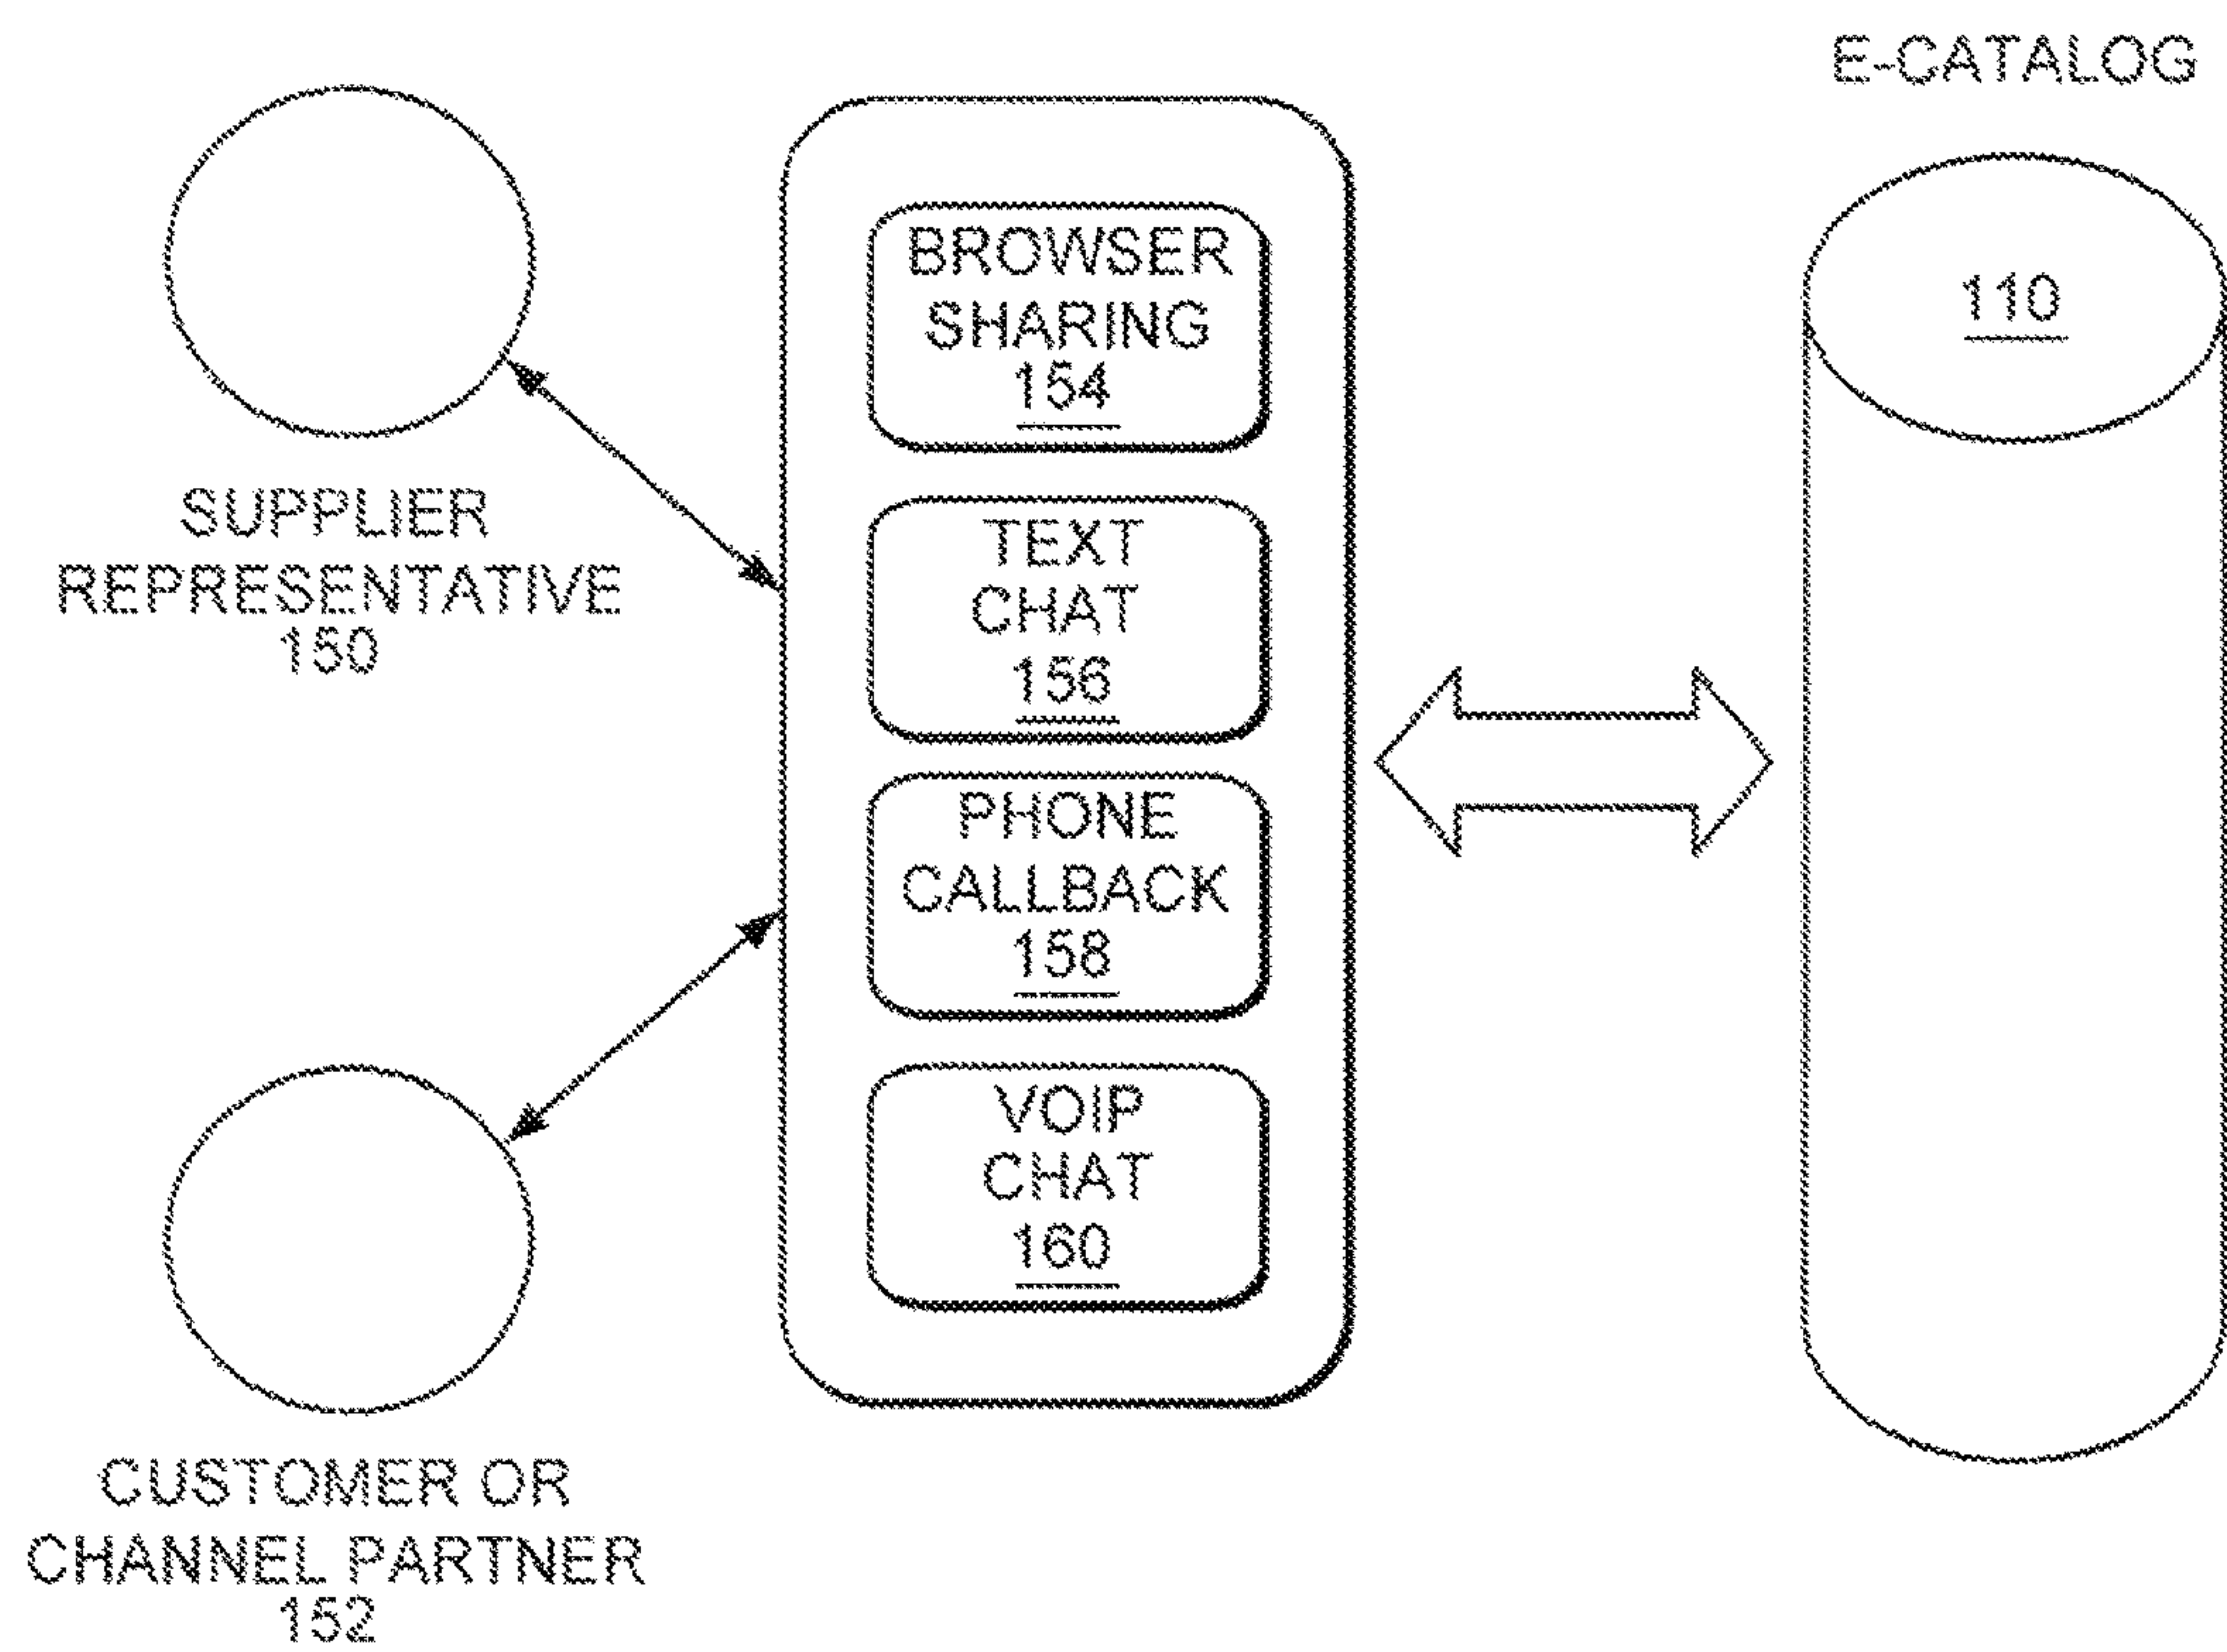 E-CATALOG
110
SUPPLIER
REPRESENTATIVE
150
CUSTOMER OR
CHANNEL PARTNER
152
BROWSER
SHARING
154
TEXT
CHAT
156
PHONE
CALLBACK
158
VOIP
CHAT
160